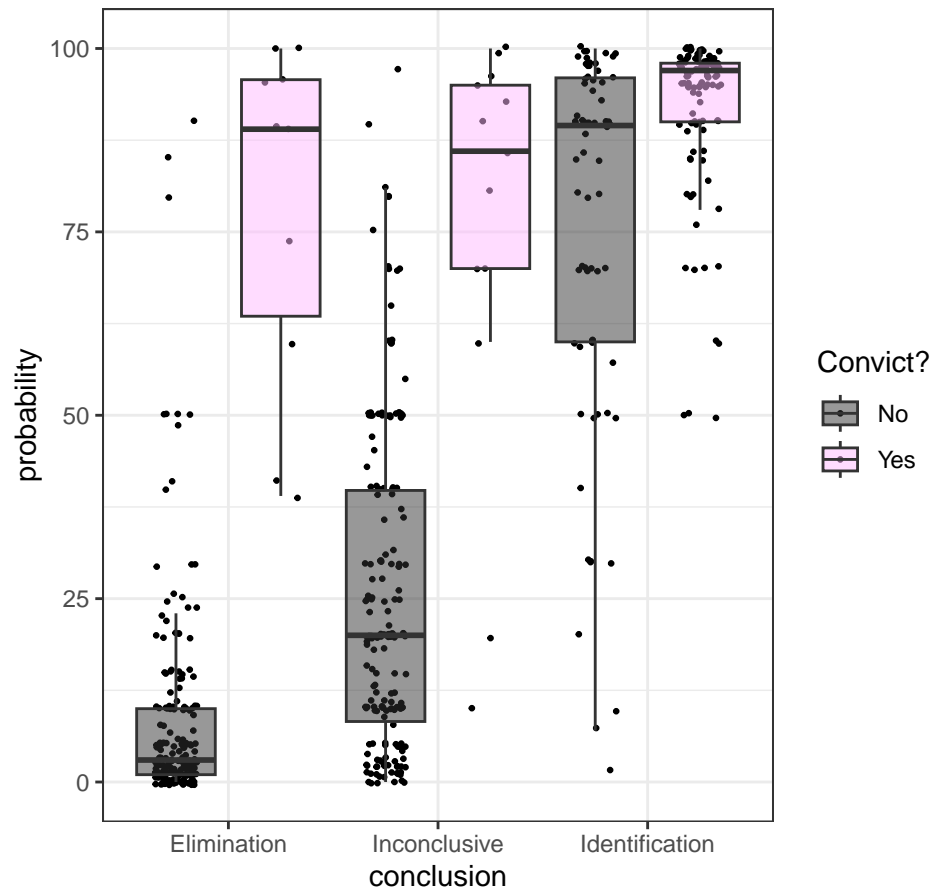 100
75
50
25
0
probability
Elimination
Inconclusive
Identification
conclusion
Convict?
No
Yes